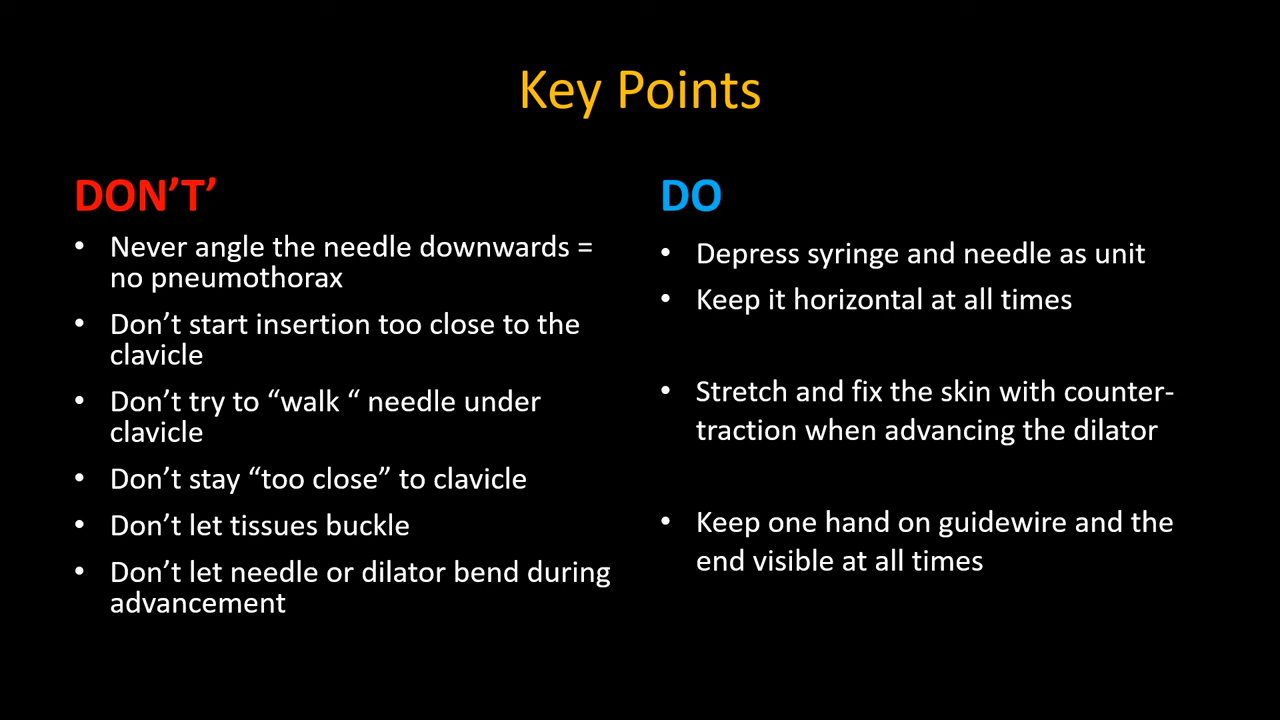 Key Points
DON’T’
• Never angle the needle downwards =
no pneumothorax
• Don’t start insertion too close to the
clavicle
• Don’t try to “walk “ needle under
clavicle
• Don’t stay “too close” to clavicle
• Don’t let tissues buckle
• Don’t let needle or dilator bend during
advancement
DO
• Depress syringe and needle as unit
• Keep it horizontal at all times
• Stretch and fix the skin with counter-
traction when advancing the dilator
• Keep one hand on guidewire and the
end visible at all times